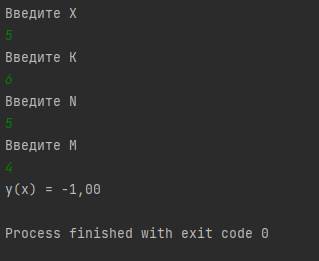 Введите X
5
Введите K
6
Введите N
5
Введите M
4
y(x) = -1,00
Process finished with exit code 0